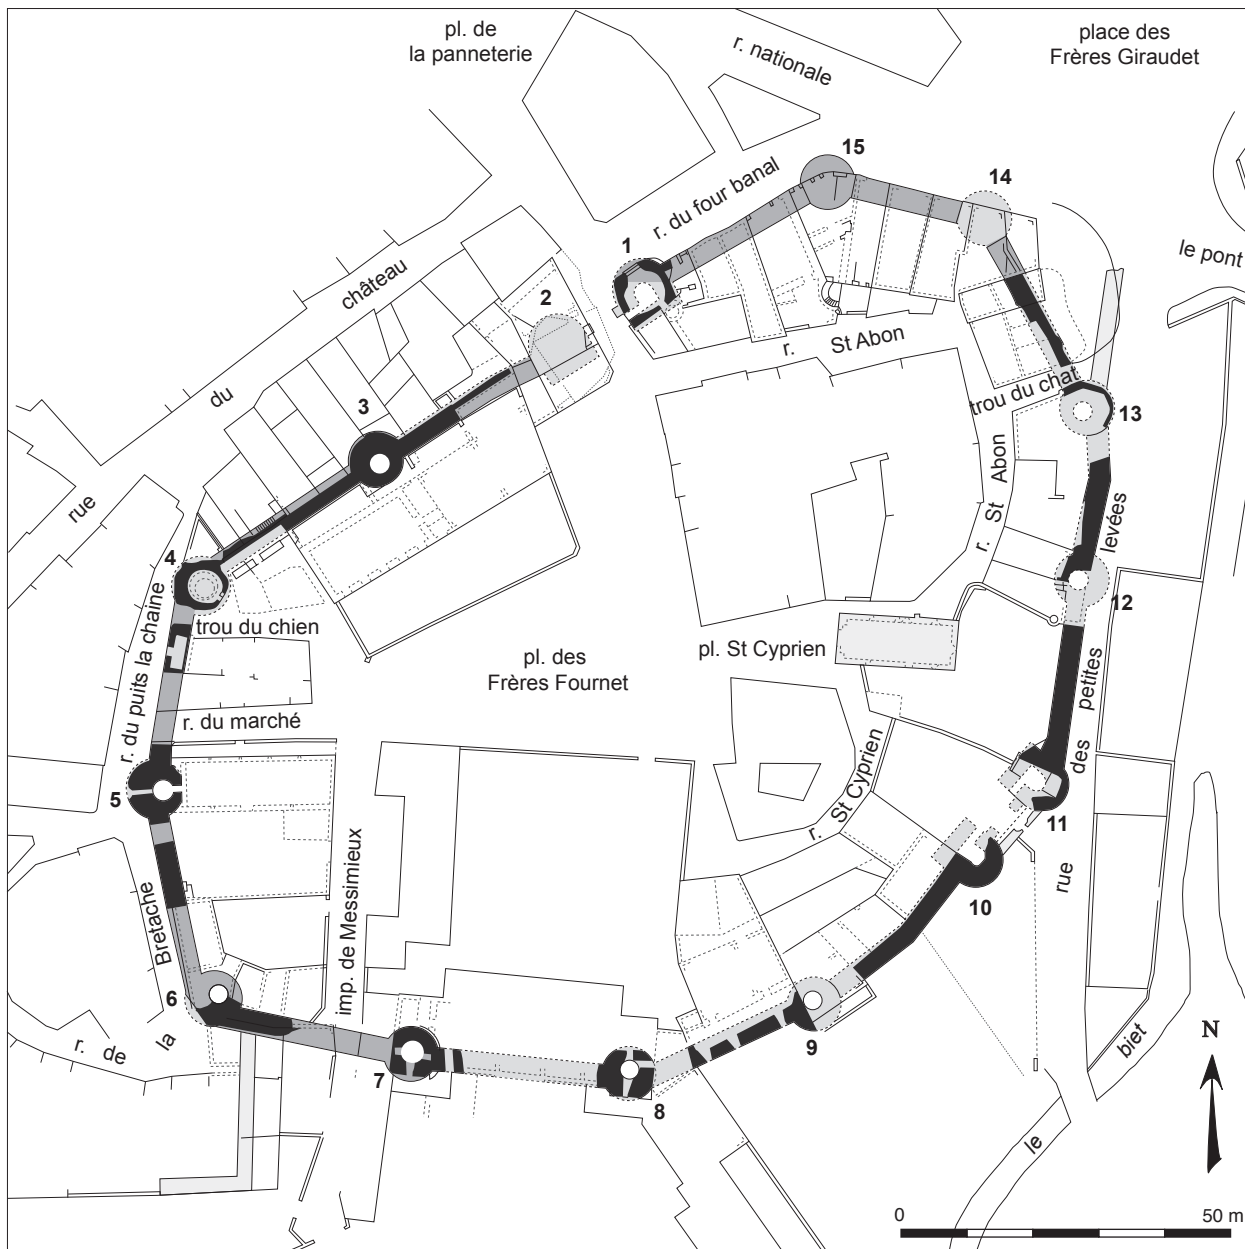 pl. de
la panneterie
r. nationale
place des
Frères Giraudet
15
14
r. du four banal
1
le pont
château
2
r. St Abon
du
3
trou du chat
13
rue
r. St Abon
levées
4
12
trou du chien
r. du puits la chaine
pl. des
Frères Fournet
pl. St Cyprien
petites
r. du marché
des
5
r. St Cyprien
11
imp. de Messimieux
rue
Bretache
10
6
la
r. de
9
biet
N
7
8
le
0
50 m